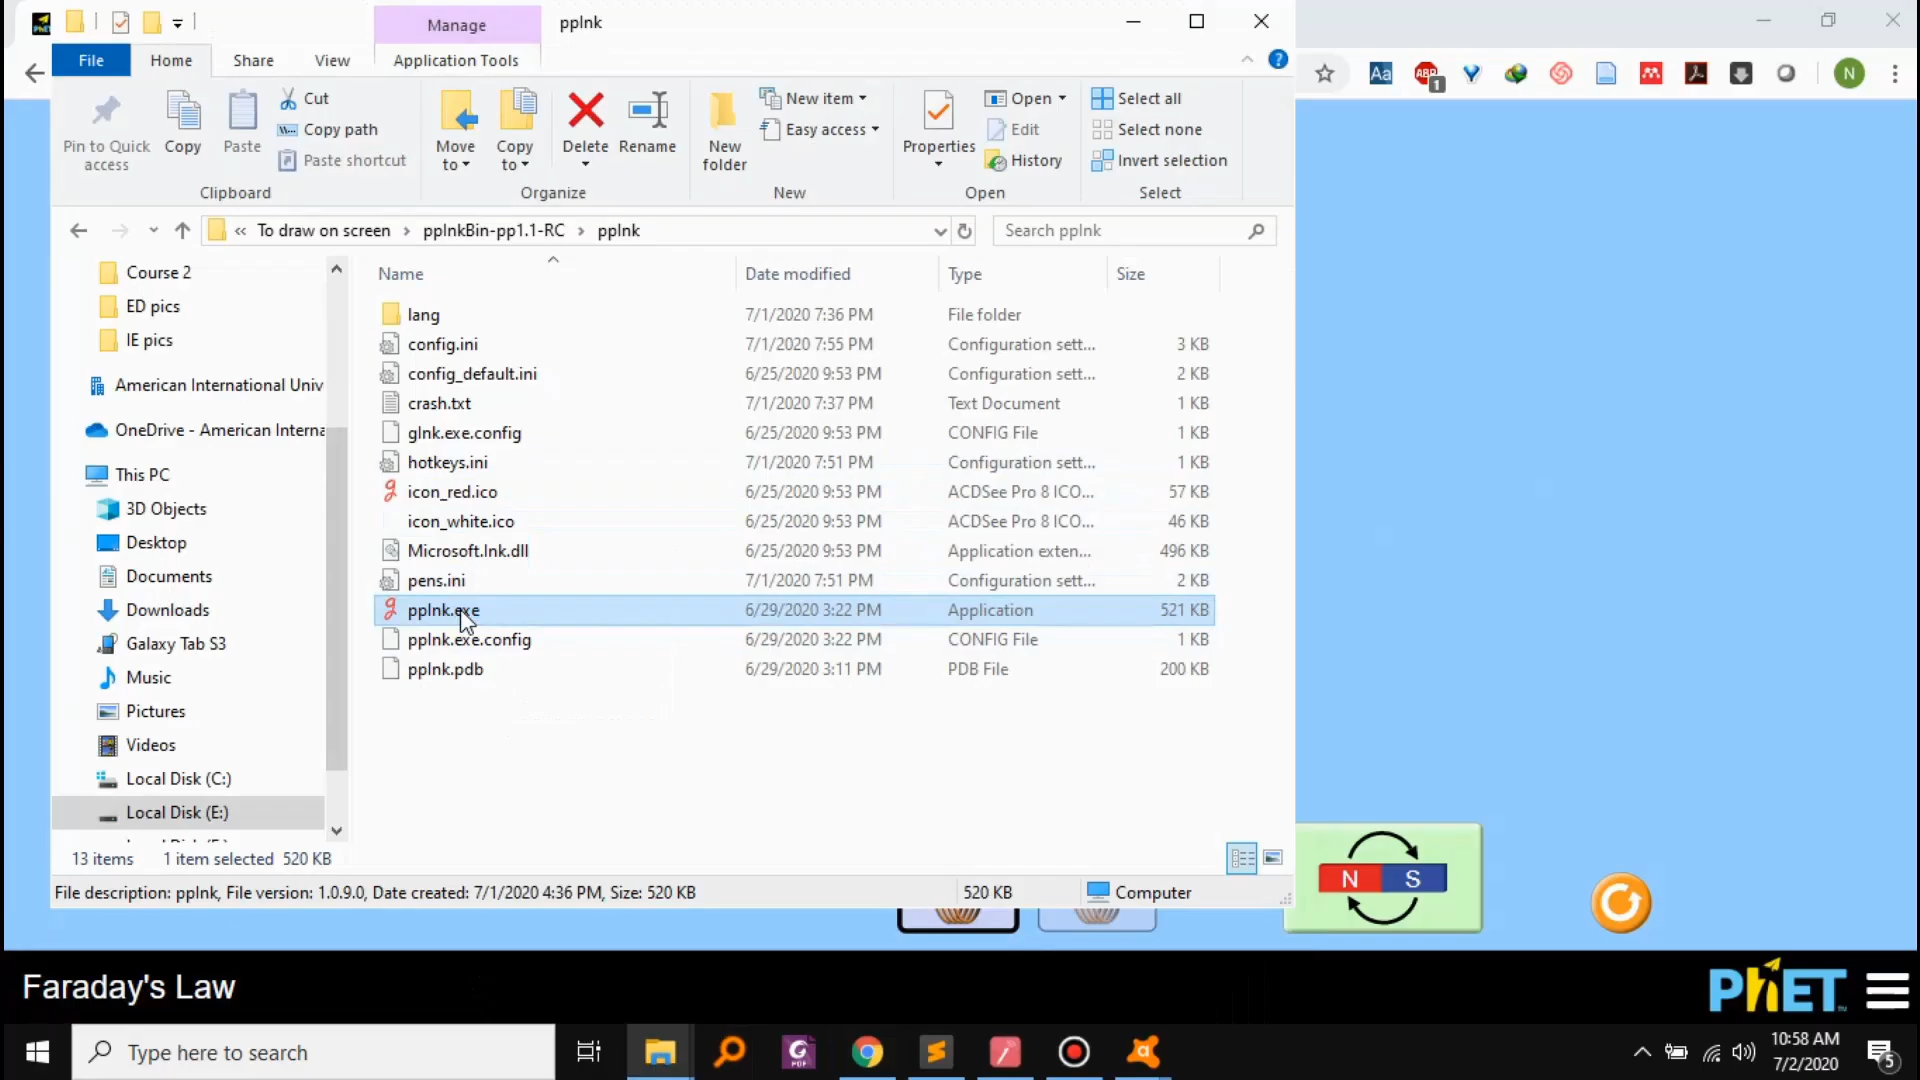 Manage
ppInk
File
Home
Share
View
Application Tools
Pin to Quick access
Copy
Paste
Cut
Copy path
Paste shortcut
Clipboard
Move to
Copy to
Delete
Rename
Organize
New folder
New item
Easy access
New
Properties
Open
Edit
History
Open
Select all
Select none
Invert selection
Select
« To draw on screen › ppInkBin-pp1.1-RC › ppInk
Search ppInk
Name Date modified Type Size
Course 2
ED pics
IE pics
American International Univ
OneDrive - American Interna
This PC
3D Objects
Desktop
Documents
Downloads
Galaxy Tab S3
Music
Pictures
Videos
Local Disk (C:)
Local Disk (E:)
lang 7/1/2020 7:36 PM File folder
config.ini 7/1/2020 7:55 PM Configuration sett... 3 KB
config_default.ini 6/25/2020 9:53 PM Configuration sett... 2 KB
crash.txt 7/1/2020 7:37 PM Text Document 1 KB
gInk.exe.config 6/25/2020 9:53 PM CONFIG File 1 KB
hotkeys.ini 7/1/2020 7:51 PM Configuration sett... 1 KB
icon_red.ico 6/25/2020 9:53 PM ACDSee Pro 8 ICO... 57 KB
icon_white.ico 6/25/2020 9:53 PM ACDSee Pro 8 ICO... 46 KB
Microsoft.Ink.dll 6/25/2020 9:53 PM Application exten... 496 KB
pens.ini 7/1/2020 7:51 PM Configuration sett... 2 KB
ppInk.exe 6/29/2020 3:22 PM Application 521 KB
ppInk.exe.config 6/29/2020 3:22 PM CONFIG File 1 KB
ppInk.pdb 6/29/2020 3:11 PM PDB File 200 KB
13 items 1 item selected 520 KB
File description: ppInk, File version: 1.0.9.0, Date created: 7/1/2020 4:36 PM, Size: 520 KB 520 KB Computer
Aa
ABP
1
N
N S
Faraday's Law
PhET
Type here to search
PDF
10:58 AM
7/2/2020
5